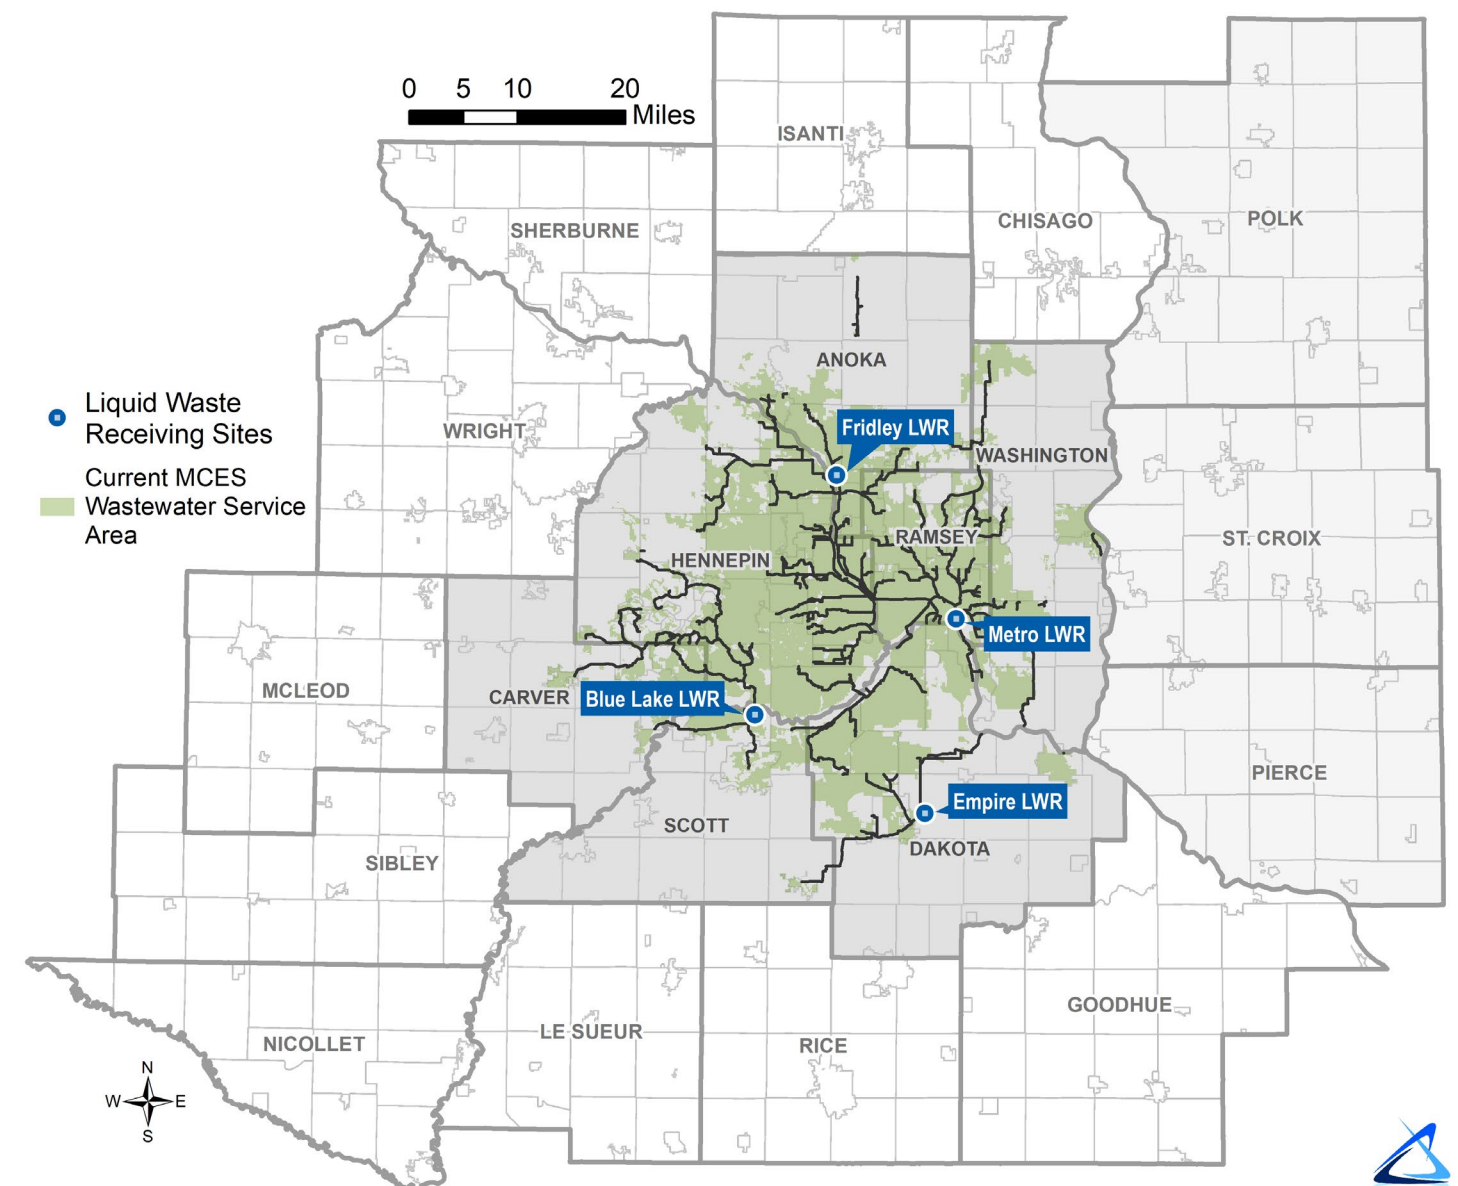 0 5 10 20
Miles
ISANTI
CHISAGO
POLK
SHERBURNE
ANOKA
Liquid Waste
Receiving Sites
Current MCES
Wastewater Service
Area
WRIGHT
Fridley LWR
WASHINGTON
HENNEPIN
RAMSEY
ST. CROIX
Metro LWR
MCLEOD
CARVER
Blue Lake LWR
PIERCE
Empire LWR
SCOTT
DAKOTA
SIBLEY
GOODHUE
NICOLLET
LE SUEUR
RICE
N
W E
S